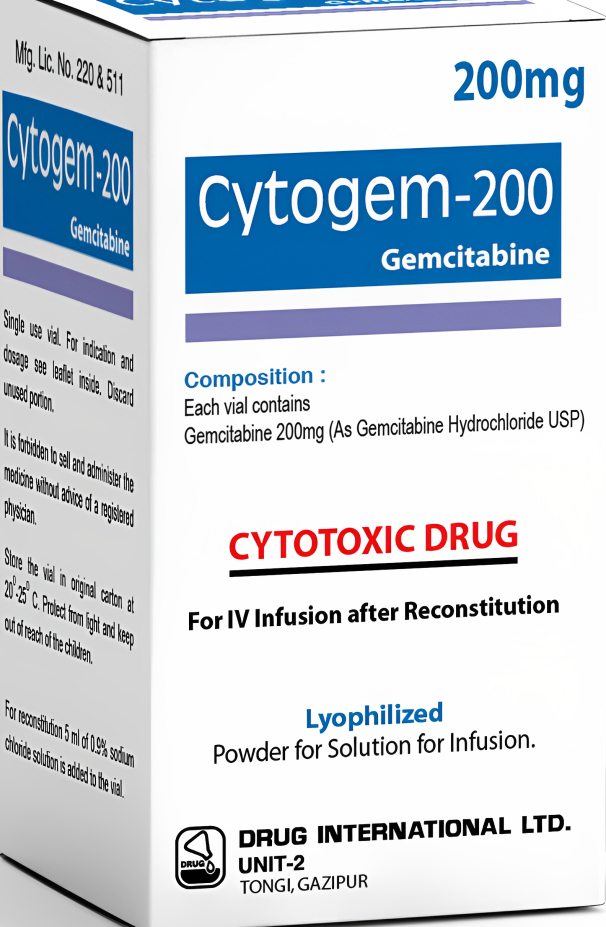 Mfg. Lic. No. 220 & 511
Cytogem-200
Gemcitabine
Single use vial. For indication and
dosage see leaflet inside. Discard
unused portion.
It is forbidden to sell and administer the
medicine without advice of a registered
physician.
Store the vial in original carton at
20⁰-25⁰ C. Protect from light and keep
out of reach of the children.
For reconstitution 5 ml of 0.9% sodium
chloride solution is added to the vial.
200mg
Cytogem-200
Gemcitabine
Composition :
Each vial contains
Gemcitabine 200mg (As Gemcitabine Hydrochloride USP)
CYTOTOXIC DRUG
For IV Infusion after Reconstitution
Lyophilized
Powder for Solution for Infusion.
DRUG
DRUG INTERNATIONAL LTD.
UNIT-2
TONGI, GAZIPUR